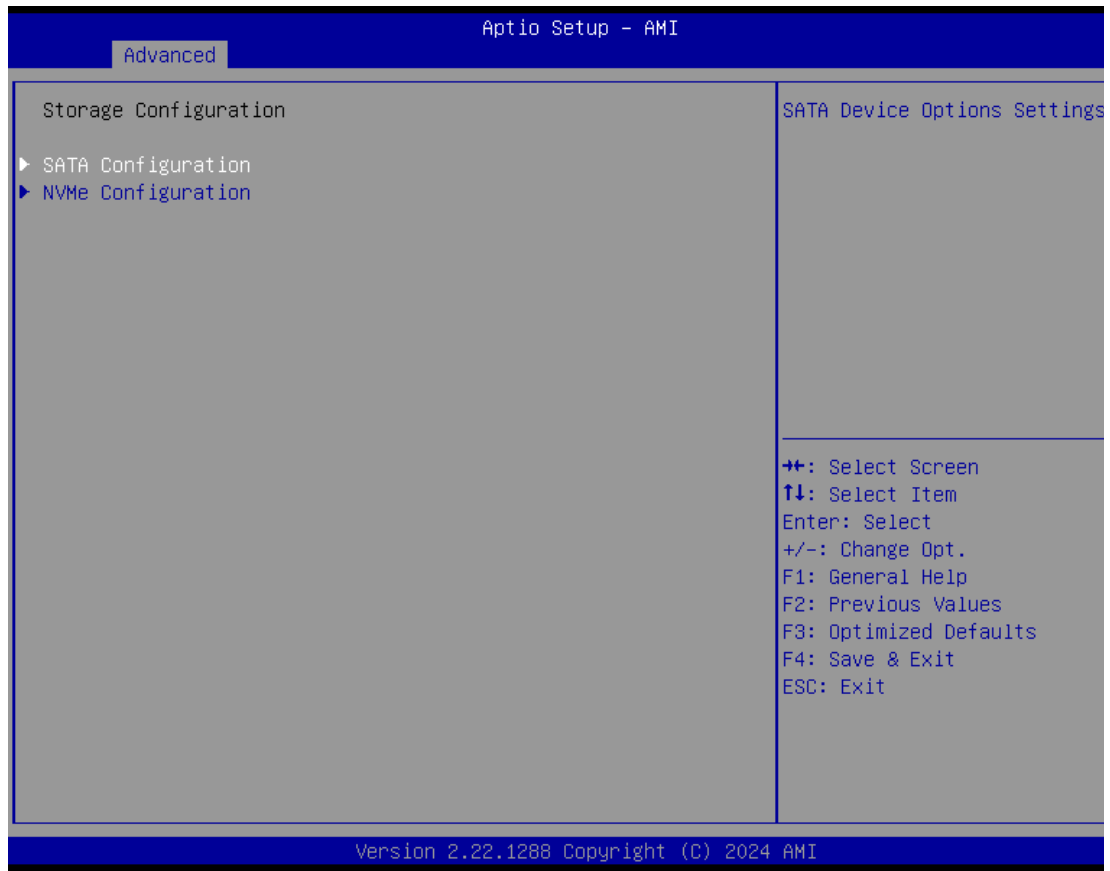 Aptio Setup – AMI
Advanced
Storage Configuration
SATA Configuration
NVMe Configuration
SATA Device Options Settings
→←: Select Screen
↑↓: Select Item
Enter: Select
+/-: Change Opt.
F1: General Help
F2: Previous Values
F3: Optimized Defaults
F4: Save & Exit
ESC: Exit
Version 2.22.1288 Copyright (C) 2024 AMI